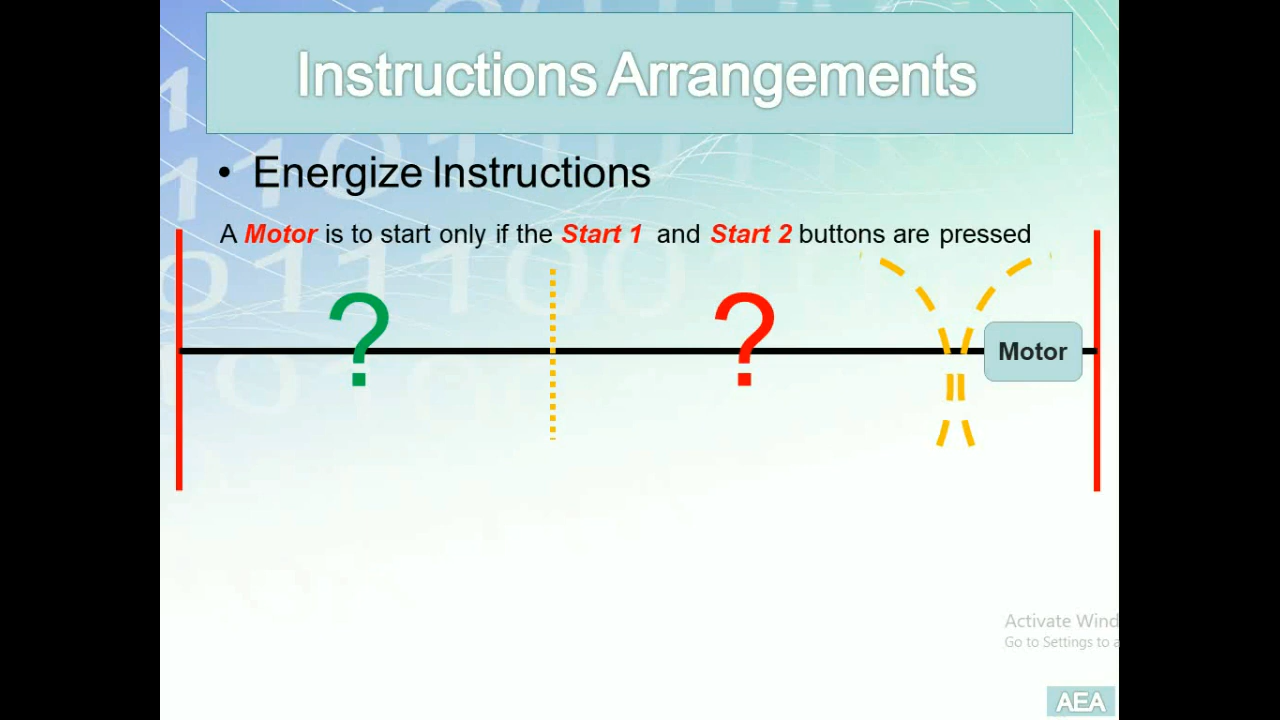 Instructions Arrangements
• Energize Instructions
A Motor is to start only if the Start 1 and Start 2 buttons are pressed
? ?
Motor
Activate Wind
Go to Settings to a
AEA